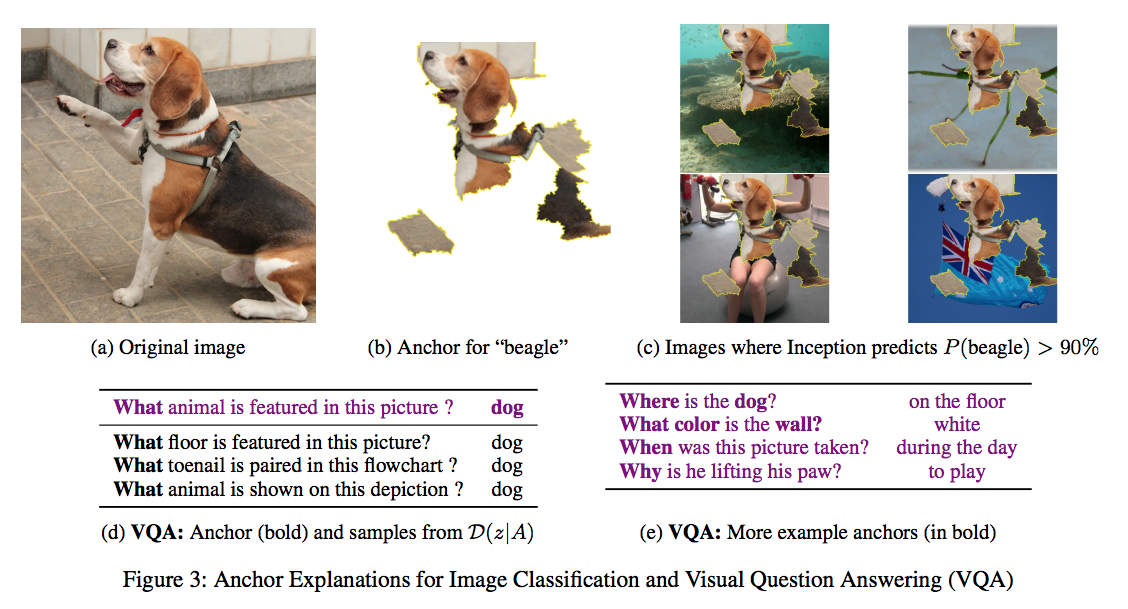 (a) Original image
(b) Anchor for “beagle”
(c) Images where Inception predicts P(beagle) > 90%
What animal is featured in this picture ? dog
What floor is featured in this picture? dog
What toenail is paired in this flowchart ? dog
What animal is shown on this depiction ? dog
(d) VQA: Anchor (bold) and samples from D(z|A)
Where is the dog? on the floor
What color is the wall? white
When was this picture taken? during the day
Why is he lifting his paw? to play
(e) VQA: More example anchors (in bold)
Figure 3: Anchor Explanations for Image Classification and Visual Question Answering (VQA)